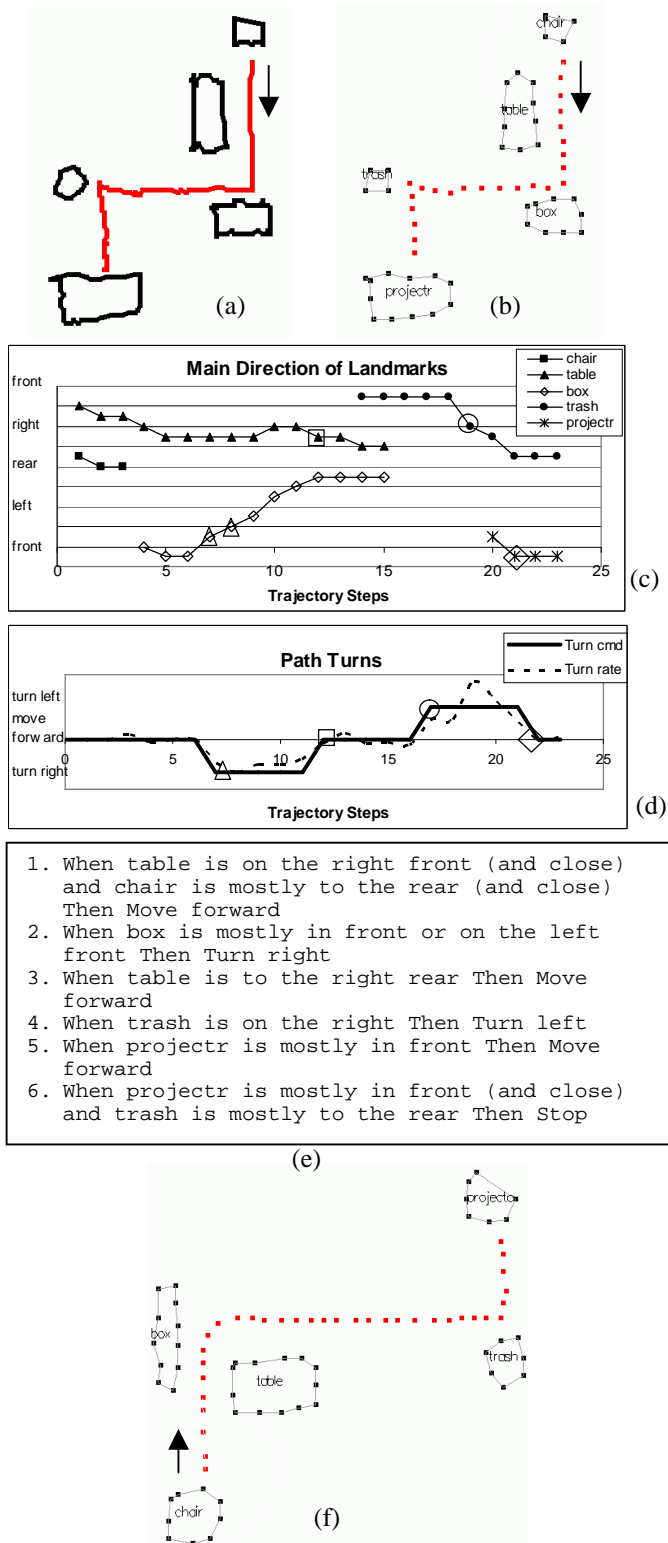 chair
table
trash
box
projectr
(a)
(b)
Main Direction of Landmarks
front
right
rear
left
front
0
5
10
15
20
25
Trajectory Steps
chair
table
box
trash
projectr
(c)
Path Turns
turn left
move
forward
turn right
0
5
10
15
20
25
Trajectory Steps
Turn cmd
Turn rate
(d)
1. When table is on the right front (and close)
and chair is mostly to the rear (and close)
Then Move forward
2. When box is mostly in front or on the left
front Then Turn right
3. When table is to the right rear Then Move
forward
4. When trash is on the right Then Turn left
5. When projectr is mostly in front Then Move
forward
6. When projectr is mostly in front (and close)
and trash is mostly to the rear Then Stop
(e)
box
table
trash
chair
(f)